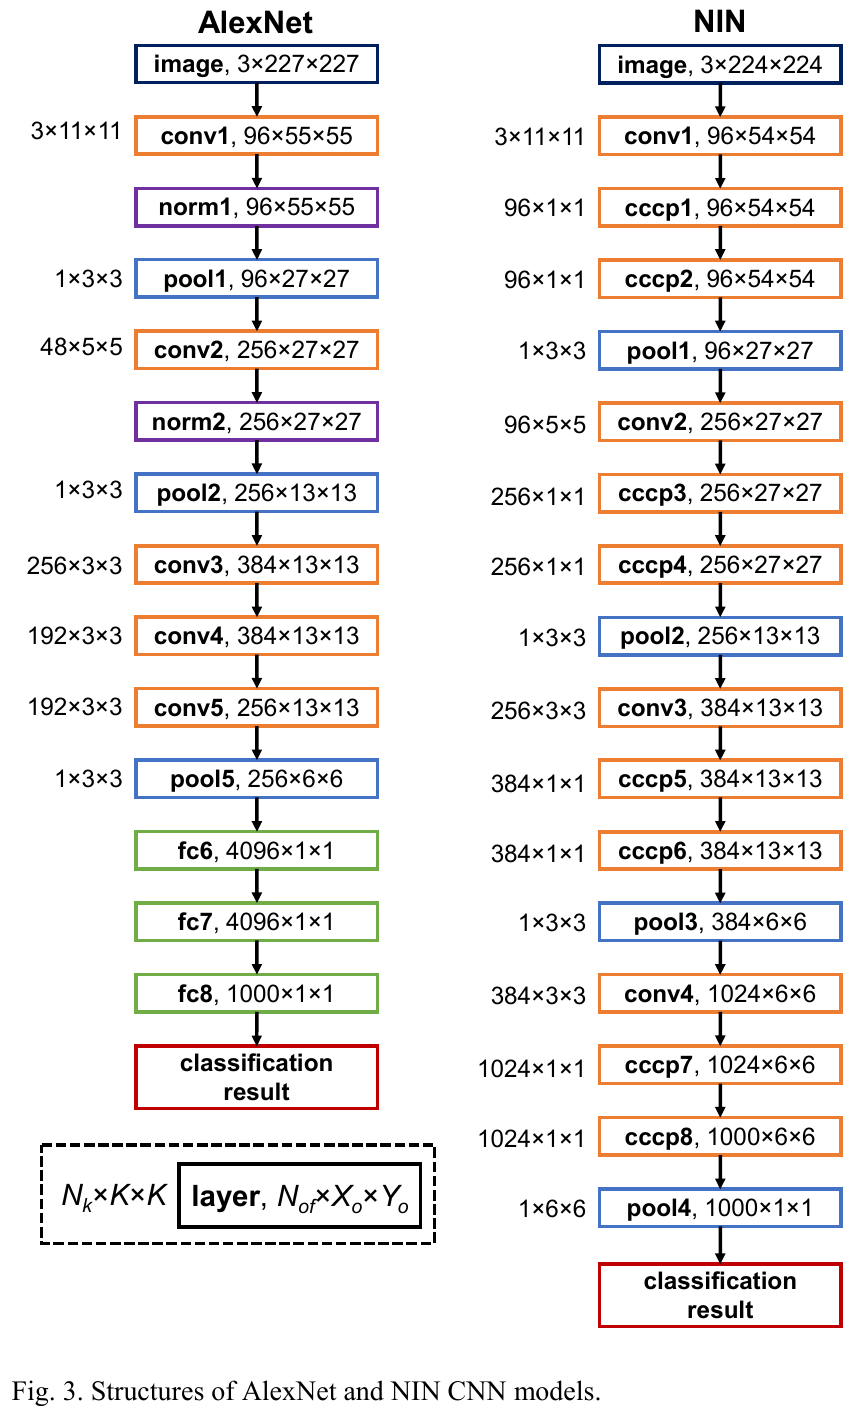 AlexNet
image, 3×227×227
3×11×11
conv1, 96×55×55
norm1, 96×55×55
1×3×3
pool1, 96×27×27
48×5×5
conv2, 256×27×27
norm2, 256×27×27
1×3×3
pool2, 256×13×13
256×3×3
conv3, 384×13×13
192×3×3
conv4, 384×13×13
192×3×3
conv5, 256×13×13
1×3×3
pool5, 256×6×6
fc6, 4096×1×1
fc7, 4096×1×1
fc8, 1000×1×1
classification
result
Nk×K×K
layer, Nof×Xo×Yo
NIN
image, 3×224×224
3×11×11
conv1, 96×54×54
96×1×1
cccp1, 96×54×54
96×1×1
cccp2, 96×54×54
1×3×3
pool1, 96×27×27
96×5×5
conv2, 256×27×27
256×1×1
cccp3, 256×27×27
256×1×1
cccp4, 256×27×27
1×3×3
pool2, 256×13×13
256×3×3
conv3, 384×13×13
384×1×1
cccp5, 384×13×13
384×1×1
cccp6, 384×13×13
1×3×3
pool3, 384×6×6
384×3×3
conv4, 1024×6×6
1024×1×1
cccp7, 1024×6×6
1024×1×1
cccp8, 1000×6×6
1×6×6
pool4, 1000×1×1
classification
result
Fig. 3. Structures of AlexNet and NIN CNN models.